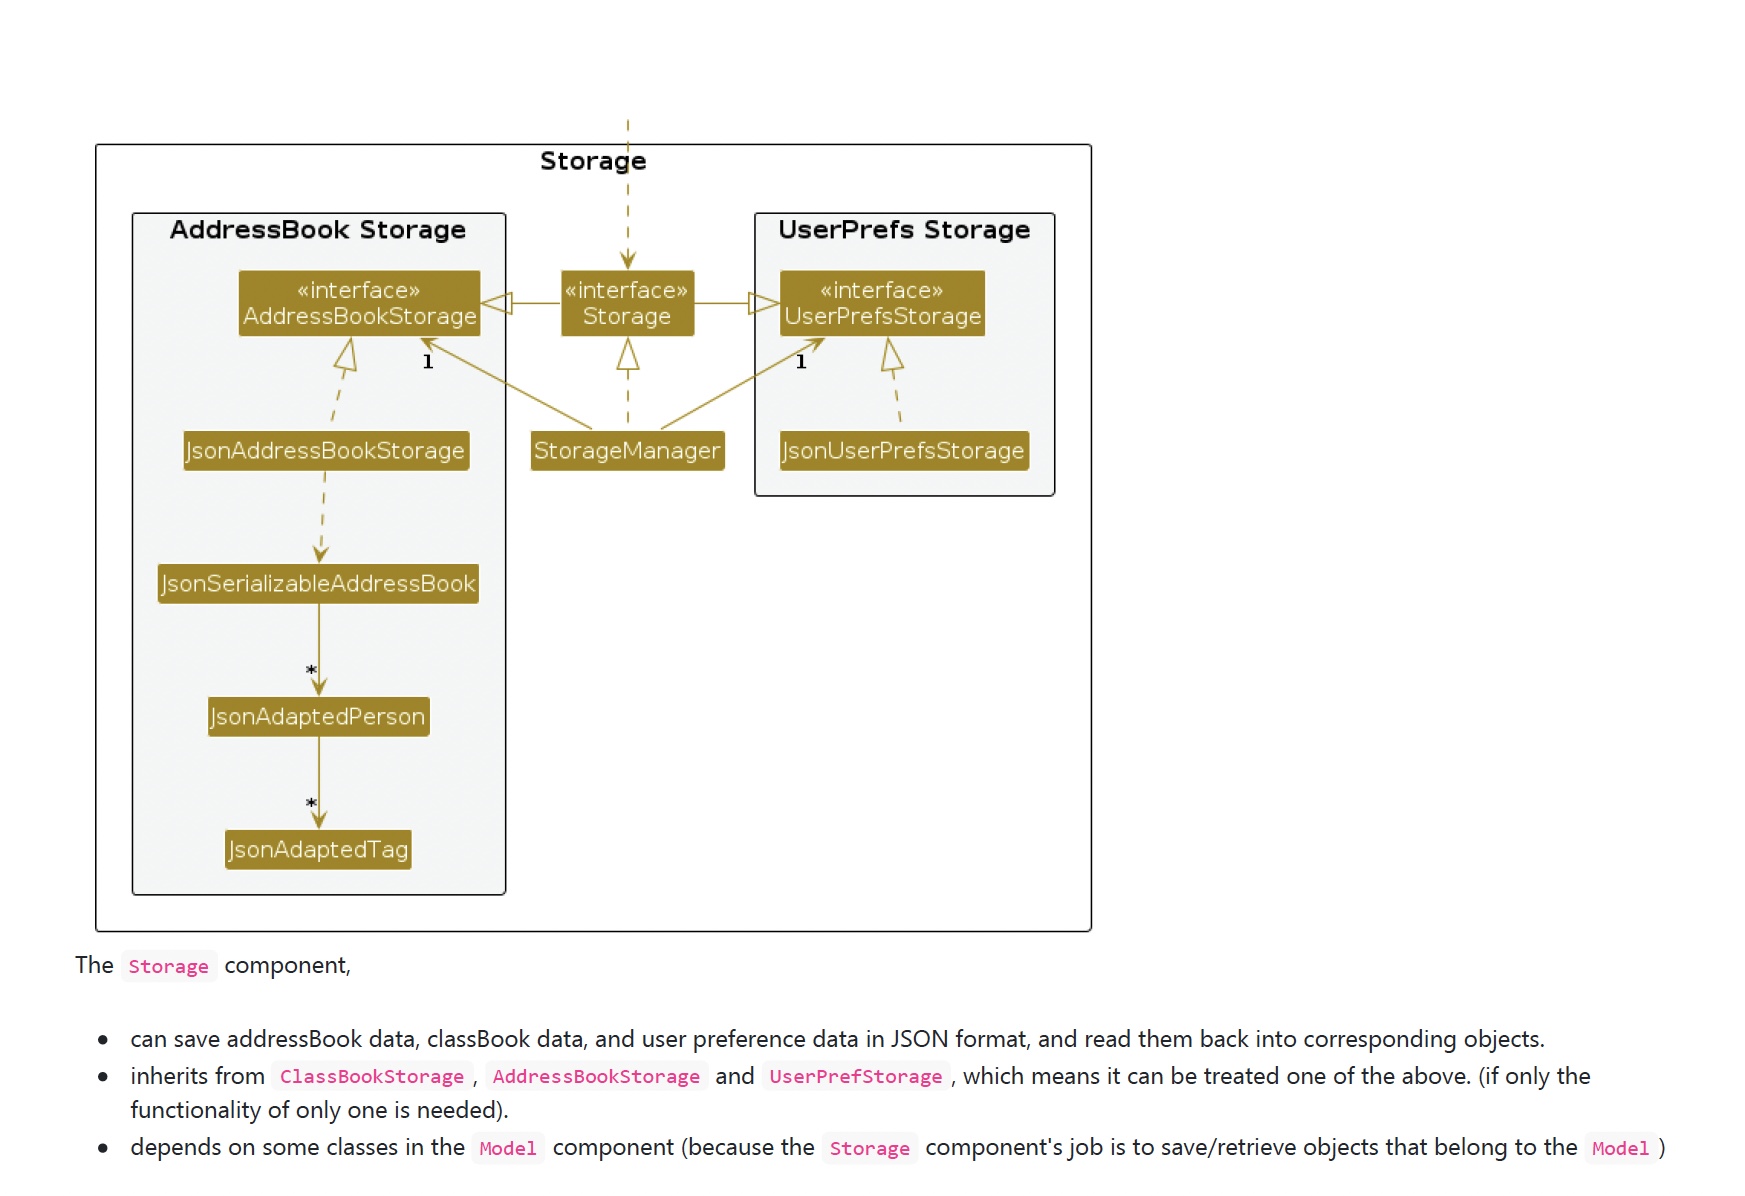 Storage
AddressBook Storage
UserPrefs Storage
«interface»
AddressBookStorage
«interface»
Storage
«interface»
UserPrefsStorage
1
1
JsonAddressBookStorage
StorageManager
JsonUserPrefsStorage
JsonSerializableAddressBook
*
JsonAdaptedPerson
*
JsonAdaptedTag
The Storage component,
• can save addressBook data, classBook data, and user preference data in JSON format, and read them back into corresponding objects.
• inherits from ClassBookStorage , AddressBookStorage and UserPrefStorage , which means it can be treated one of the above. (if only the
functionality of only one is needed).
• depends on some classes in the Model component (because the Storage component's job is to save/retrieve objects that belong to the Model )